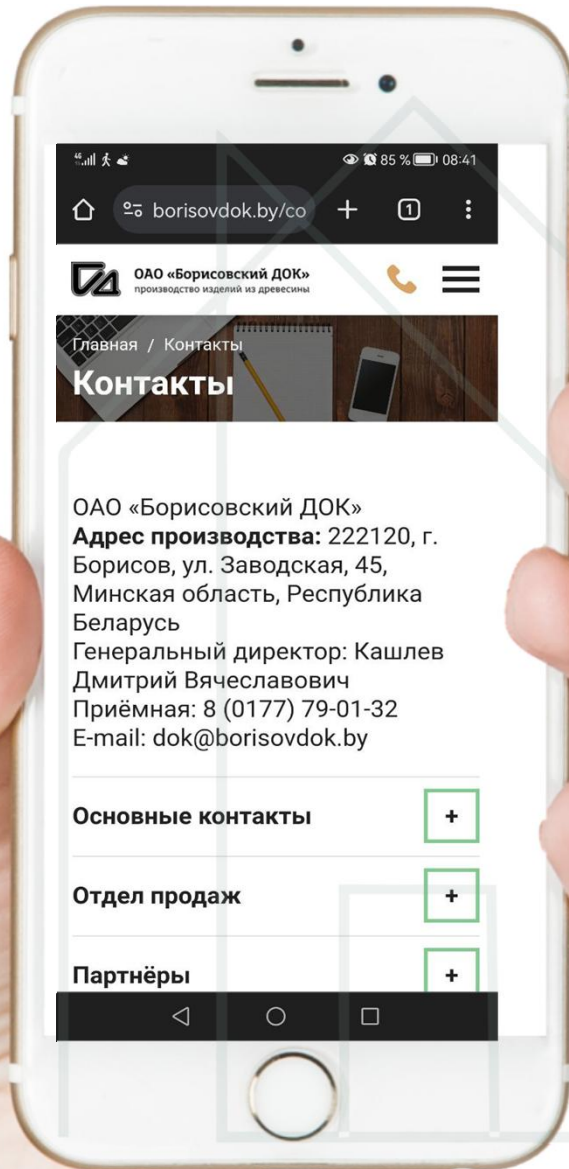 85 % 08:41
borisovdok.by/co
1
ОАО «Борисовский ДОК»
производство изделий из древесины
Главная / Контакты
Контакты
ОАО «Борисовский ДОК»
Адрес производства: 222120, г.
Борисов, ул. Заводская, 45,
Минская область, Республика
Беларусь
Генеральный директор: Кашлев
Дмитрий Вячеславович
Приёмная: 8 (0177) 79-01-32
E-mail: dok@borisovdok.by
Основные контакты +
Отдел продаж +
Партнёры +